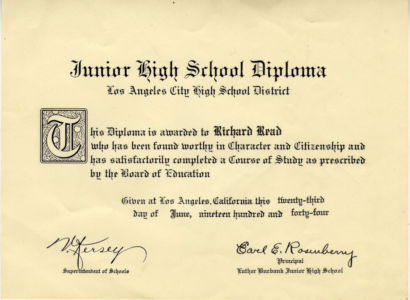 Junior High School Diploma
Los Angeles City High School District
This Diploma is awarded to Richard Read
who has been found worthy in Character and Citizenship and
has satisfactorily completed a Course of Study as prescribed
by the Board of Education
Given at Los Angeles, California this twenty-third
day of June, nineteen hundred and forty-four
Kersey
Superintendent of Schools
Earl E. Rosenberry
Principal
Luther Burbank Junior High School